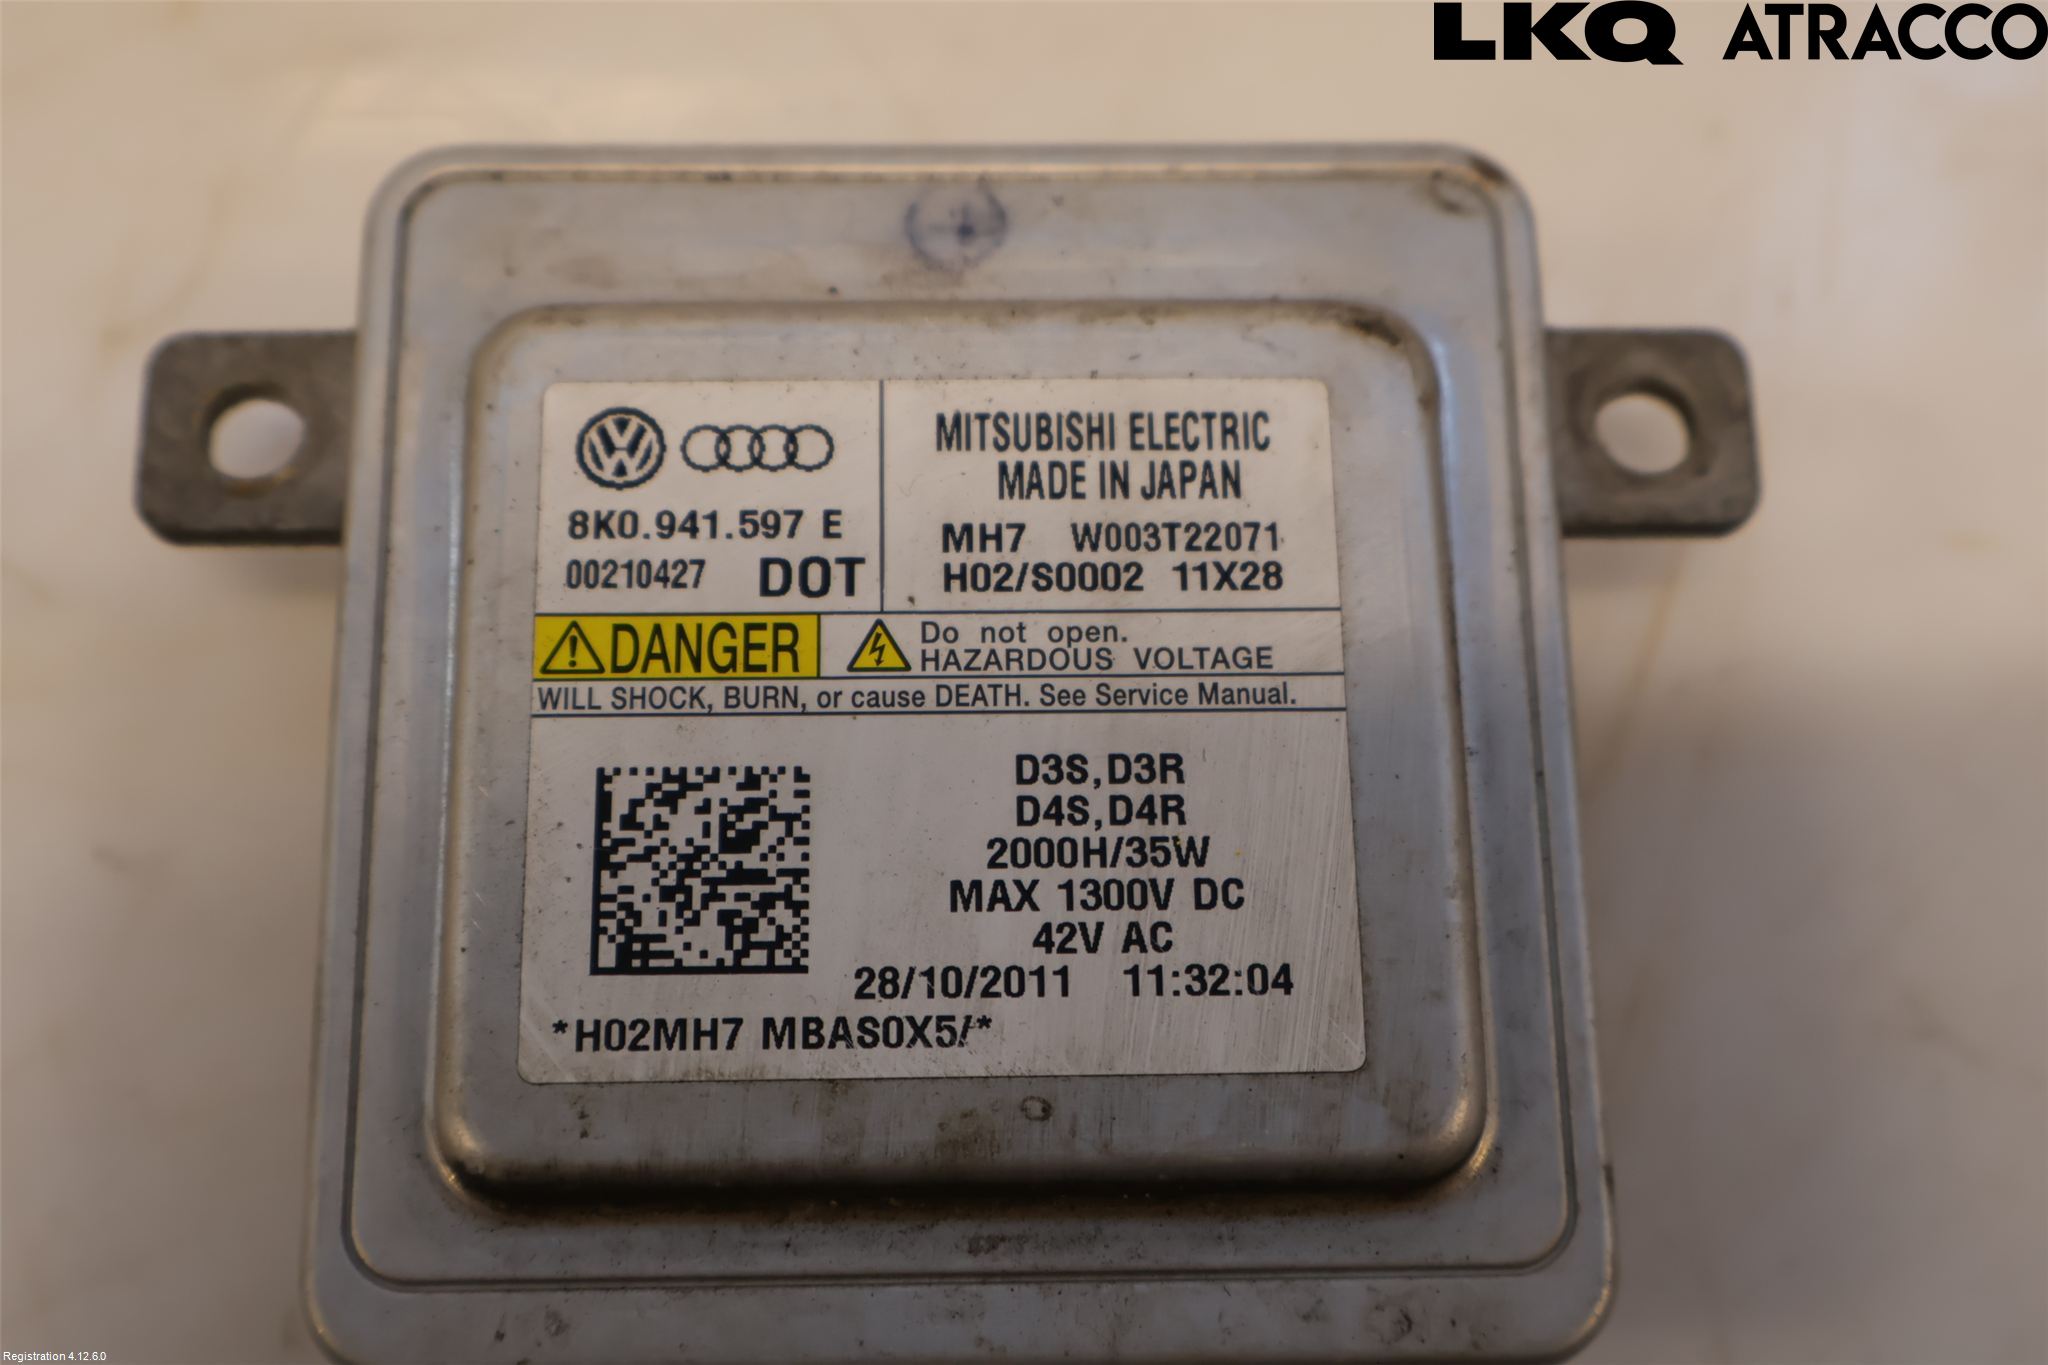 LKQ ATRACCO
8K0.941.597 E
00210427 DOT
MITSUBISHI ELECTRIC
MADE IN JAPAN
MH7 W003T22071
H02/S0002 11X28
DANGER
Do not open.
HAZARDOUS VOLTAGE
WILL SHOCK, BURN, or cause DEATH. See Service Manual.
D3S,D3R
D4S,D4R
2000H/35W
MAX 1300V DC
42V AC
28/10/2011 11:32:04
*H02MH7
Registration 4.12.6.0